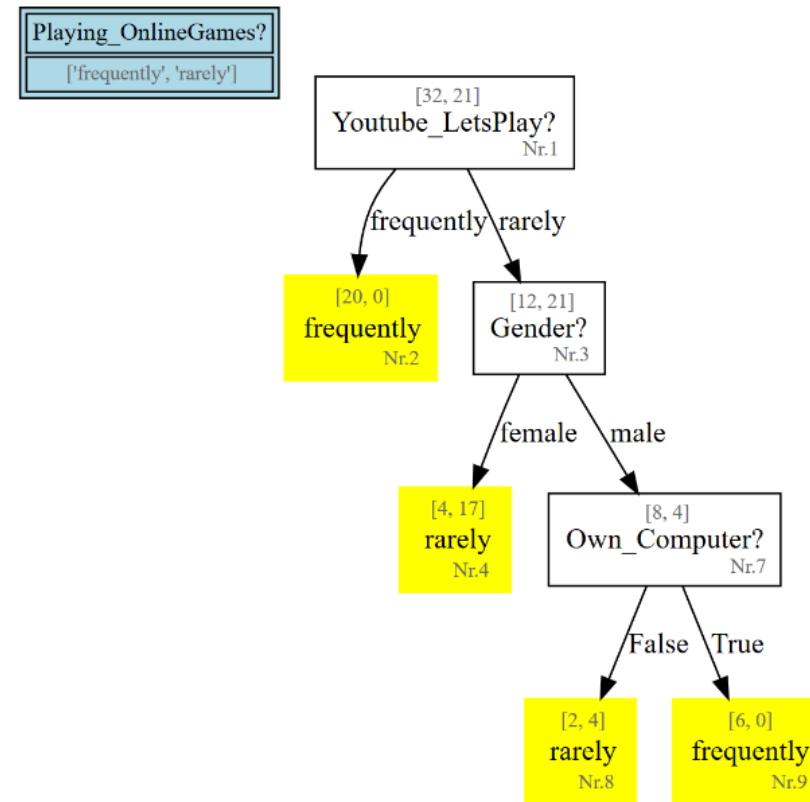 Playing_OnlineGames?
['frequently', 'rarely']
[32, 21]
Youtube_LetsPlay?
Nr.1
frequently
rarely
[20, 0]
frequently
Nr.2
[12, 21]
Gender?
Nr.3
female
male
[4, 17]
rarely
Nr.4
[8, 4]
Own_Computer?
Nr.7
False
True
[2, 4]
rarely
Nr.8
[6, 0]
frequently
Nr.9